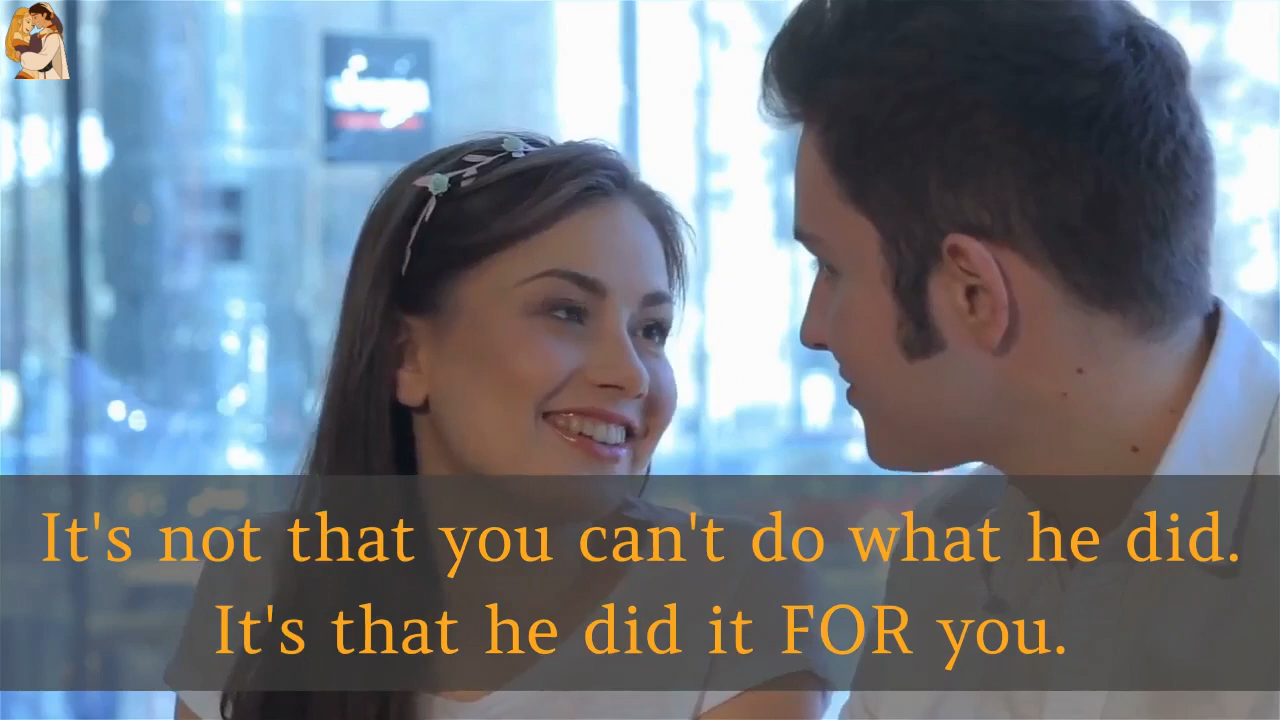 It's not that you can't do what he did.
It's that he did it FOR you.